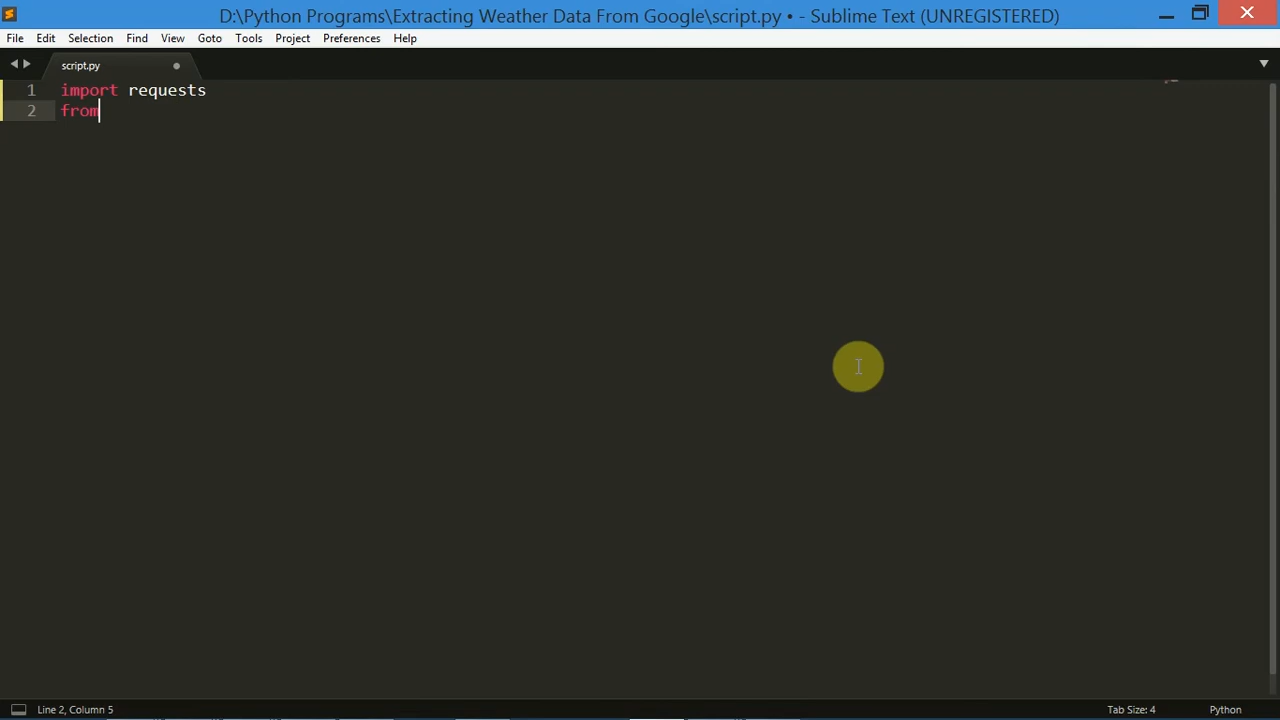 D:\Python Programs\Extracting Weather Data From Google\script.py • - Sublime Text (UNREGISTERED)
File Edit Selection Find View Goto Tools Project Preferences Help
script.py
1 import requests
2 from
Line 2, Column 5 Tab Size: 4 Python